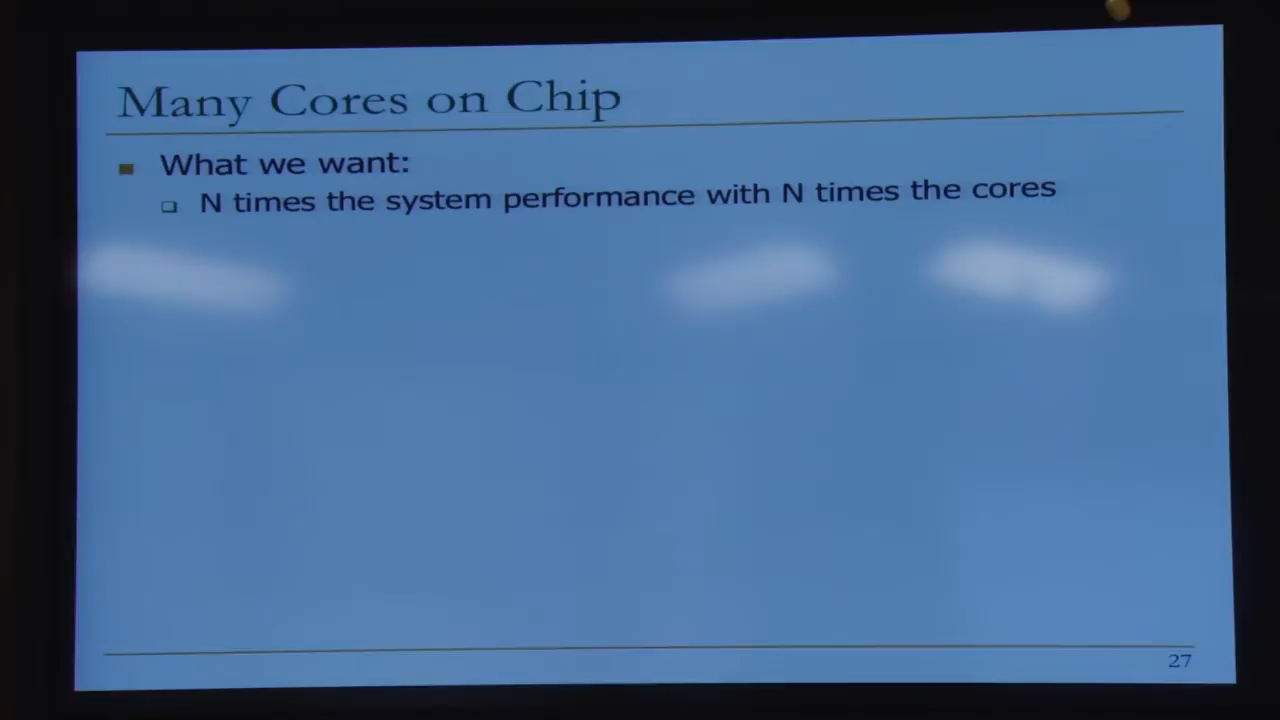 Many Cores on Chip
What we want:
N times the system performance with N times the cores
27